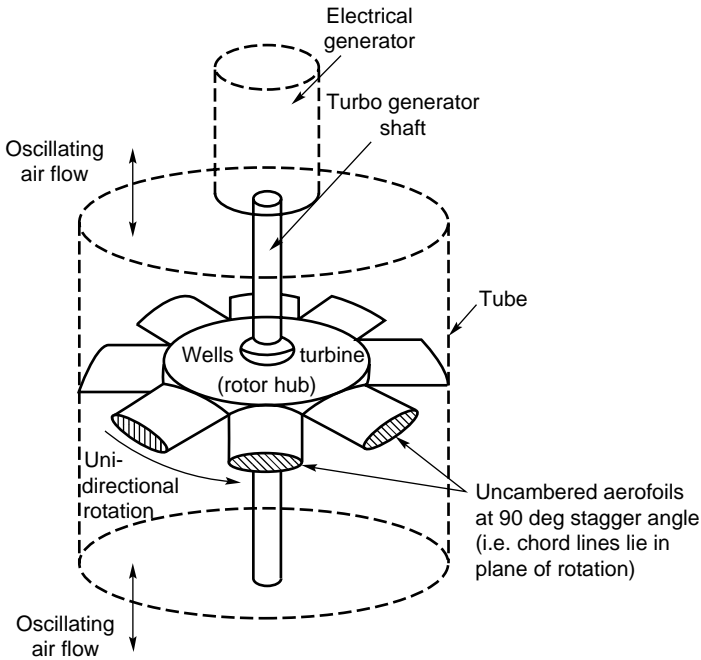 Electrical
generator
Turbo generator
shaft
Oscillating
air flow
Tube
Wells turbine
(rotor hub)
Uni-
directional
rotation
Uncambered aerofoils
at 90 deg stagger angle
(i.e. chord lines lie in
plane of rotation)
Oscillating
air flow